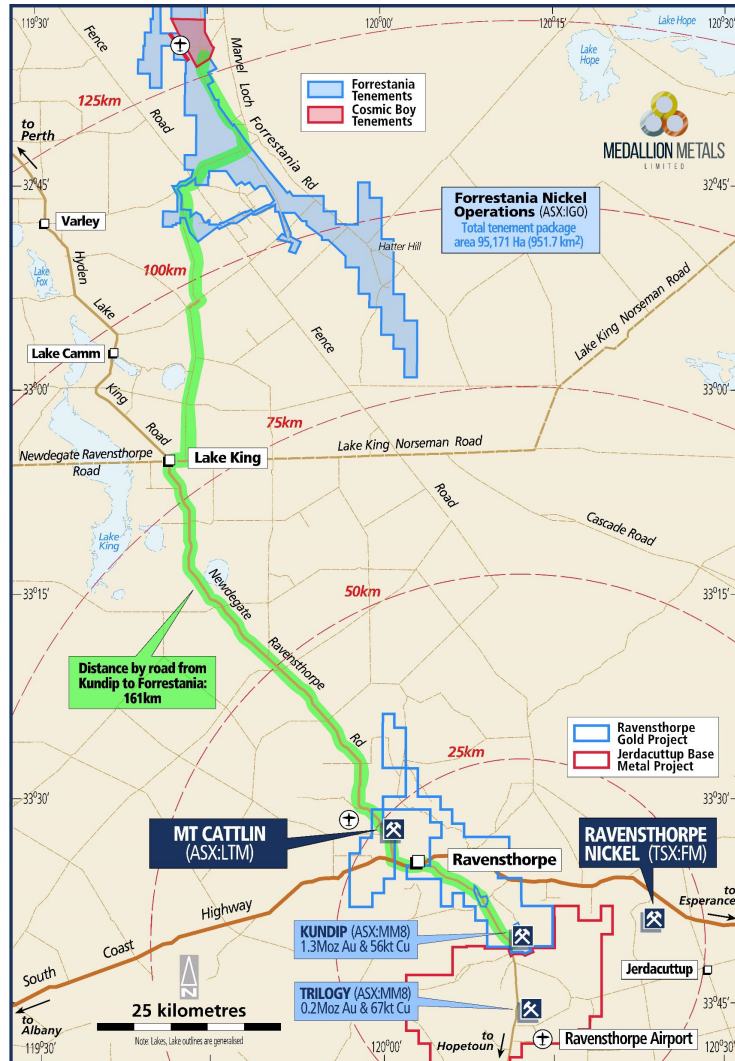 119°30'
120°00'
120°15'
120°30'
Lake Hope
Lake
Hope
Fence
Road
Marvel Loch
Forrestania Rd
125km
to
Perth
Forrestania
Tenements
Cosmic Boy
Tenements
MEDALLION METALS
LIMITED
32°45'
32°45'
Varley
Forrestania Nickel
Operations (ASX:IGO)
Total tenement package
area 95,171 Ha (951.7 km²)
Hatter Hill
Lake
Fox
Hyden
Lake
100km
Fence
Lake King Norseman Road
Lake Camm
33°00'
33°00'
King
Road
75km
Newdegate Ravensthorpe
Road
Lake King
Lake King Norseman Road
Road
Cascade Road
Lake
King
33°15'
33°15'
50km
Newdegate
Ravensthorpe
Rd
Distance by road from
Kundip to Forrestania:
161km
Ravensthorpe
Gold Project
Jerdacuttup Base
Metal Project
25km
33°30'
33°30'
MT CATTLIN
(ASX:LTM)
RAVENSTHORPE
NICKEL (TSX:FM)
Ravensthorpe
to
Esperance
KUNDIP (ASX:MM8)
1.3Moz Au & 56kt Cu
South
Coast
Highway
Jerdacuttup
TRILOGY (ASX:MM8)
0.2Moz Au & 67kt Cu
25 kilometres
Note: Lakes, Lake outlines are generalised
N
33°45'
33°45'
to
Albany
to
Hopetoun
Ravensthorpe Airport
119°30'
120°00'
120°15'
120°30'